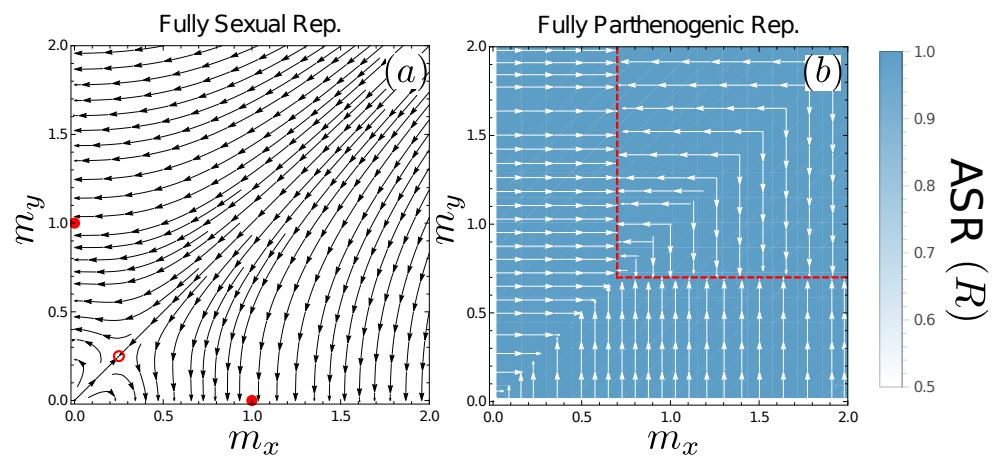 Fully Sexual Rep.
Fully Parthenogenic Rep.
(a)
(b)
2.0
1.5
1.0
0.5
0.0
m_y
0.0 0.5 1.0 1.5 2.0
m_x
2.0
1.5
1.0
0.5
0.0
m_y
0.0 0.5 1.0 1.5 2.0
m_x
1.0
0.9
0.8
0.7
0.6
0.5
ASR (R)